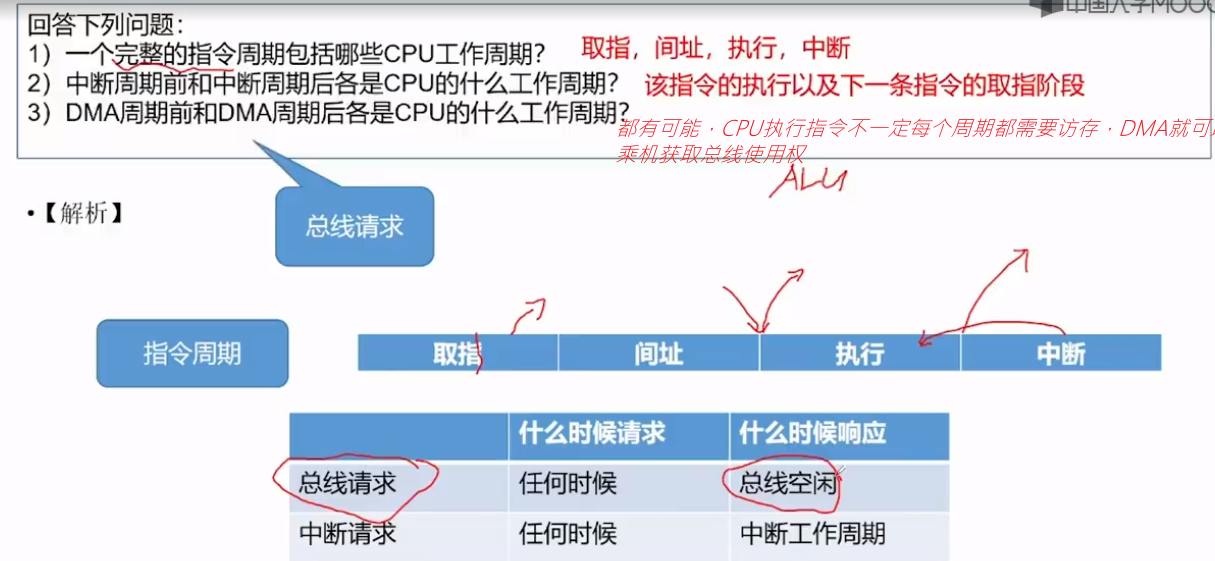 中国大学MOOC
回答下列问题：
1）一个完整的指令周期包括哪些CPU工作周期？ 取指，间址，执行，中断
2）中断周期前和中断周期后各是CPU的什么工作周期？ 该指令的执行以及下一条指令的取指阶段
3）DMA周期前和DMA周期后各是CPU的什么工作周期？
都有可能，CPU执行指令不一定每个周期都需要访存，DMA就可
乘机获取总线使用权
ALU
•【解析】
总线请求
指令周期
取指 间址 执行 中断
什么时候请求 什么时候响应
总线请求 任何时候 总线空闲
中断请求 任何时候 中断工作周期